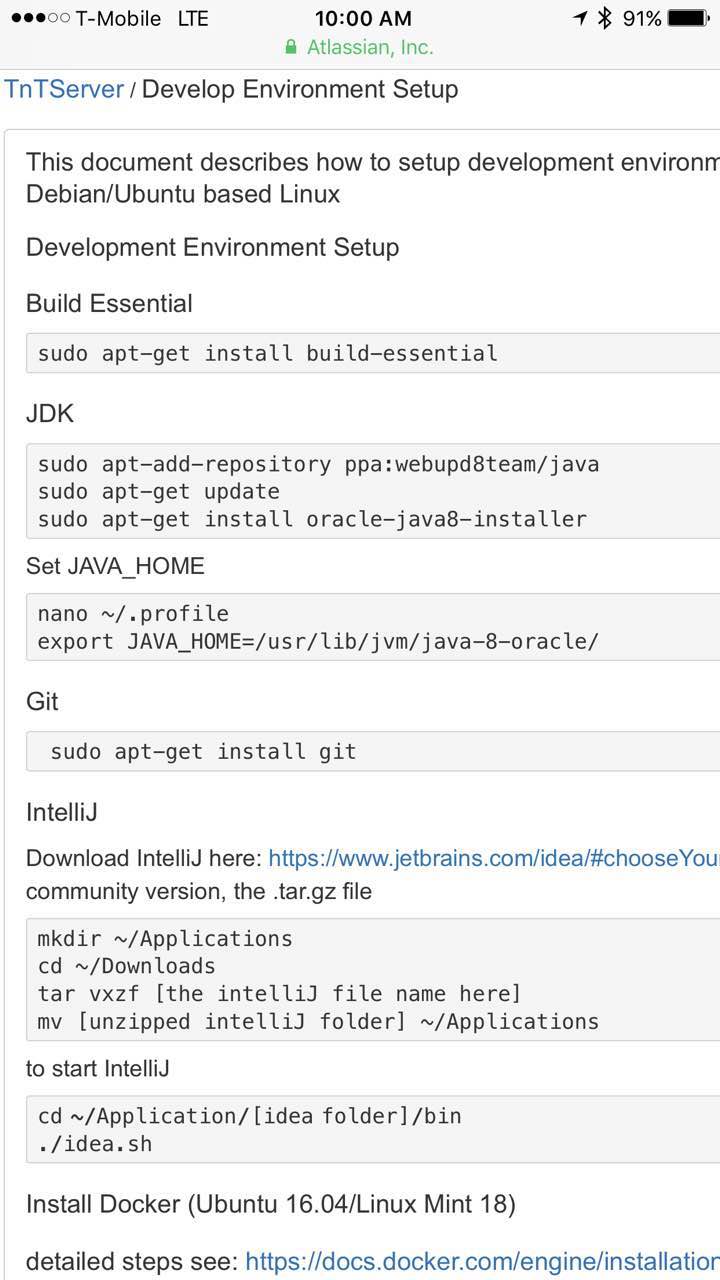 T-Mobile LTE 10:00 AM 91%
Atlassian, Inc.
TnTServer / Develop Environment Setup
This document describes how to setup development
Debian/Ubuntu based Linux
Development Environment Setup
Build Essential
sudo apt-get install build-essential
JDK
sudo apt-add-repository ppa:webupd8team/java
sudo apt-get update
sudo apt-get install oracle-java8-installer
Set JAVA_HOME
nano ~/.profile
export JAVA_HOME=/usr/lib/jvm/java-8-oracle/
Git
sudo apt-get install git
IntelliJ
Download IntelliJ here: https://www.jetbrains.com/idea/#chooseYou
community version, the .tar.gz file
mkdir ~/Applications
cd ~/Downloads
tar vxzf [the intelliJ file name here]
mv [unzipped intelliJ folder] ~/Applications
to start IntelliJ
cd ~/Application/[idea folder]/bin
./idea.sh
Install Docker (Ubuntu 16.04/Linux Mint 18)
detailed steps see: https://docs.docker.com/engine/installation